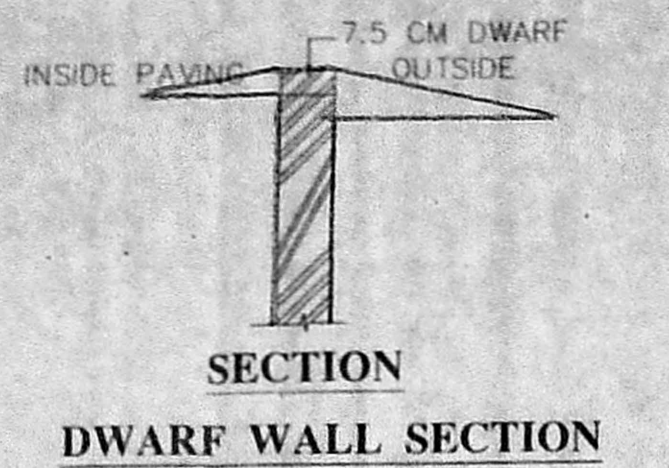 7.5 CM DWARF
INSIDE PAVING OUTSIDE
SECTION
DWARF WALL SECTION